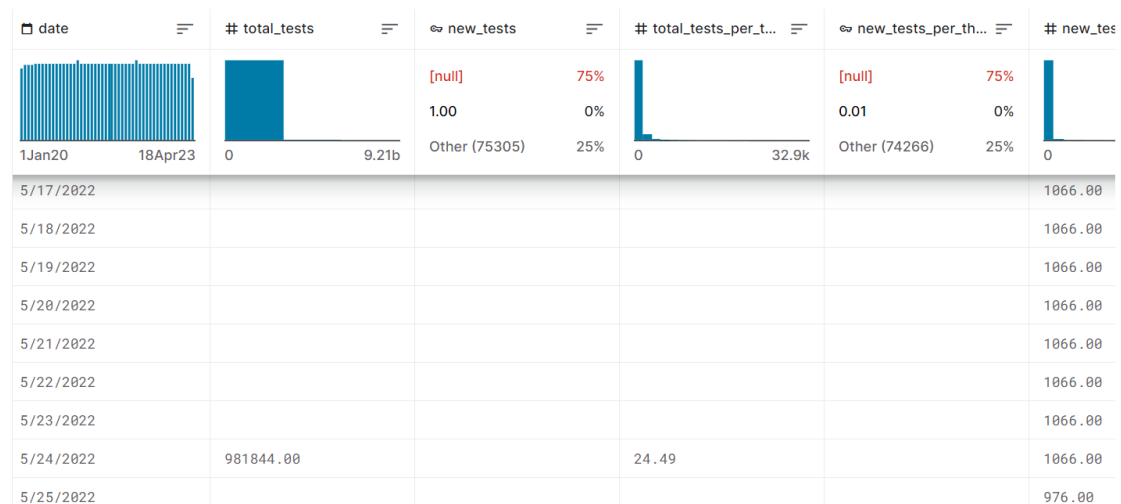 date total_tests new_tests total_tests_per_t... new_tests_per_th... new_tes
[null] 75% [null] 75%
1.00 0% 0.01 0%
Other (75305) 25% Other (74266) 25%
1Jan20 18Apr23 0 9.21b 0 32.9k 0
5/17/2022 1066.00
5/18/2022 1066.00
5/19/2022 1066.00
5/20/2022 1066.00
5/21/2022 1066.00
5/22/2022 1066.00
5/23/2022 1066.00
5/24/2022 981844.00 24.49 1066.00
5/25/2022 976.00